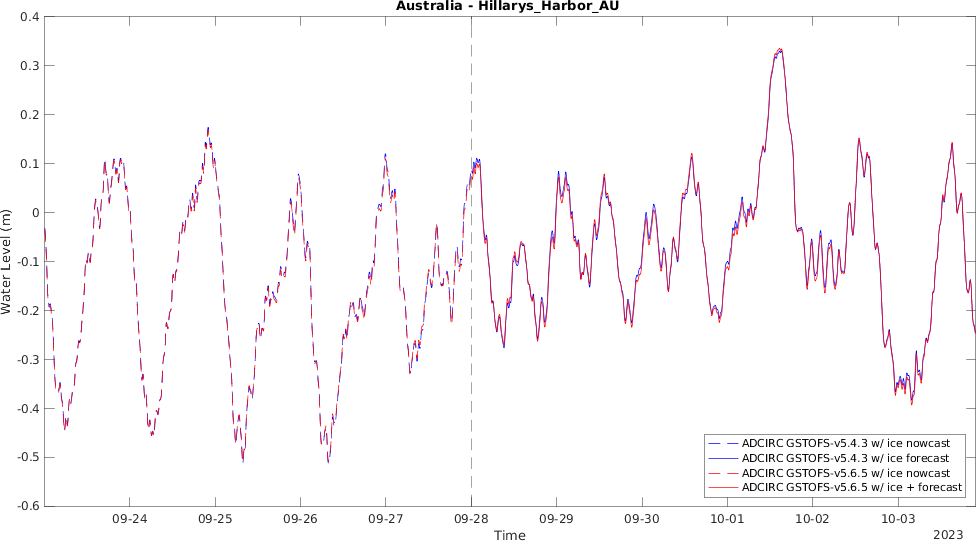 Australia - Hillarys_Harbor_AU
Water Level (m)
0.4
0.3
0.2
0.1
0
-0.1
-0.2
-0.3
-0.4
-0.5
-0.6
ADCIRC GSTOFS-v5.4.3 w/ ice nowcast
ADCIRC GSTOFS-v5.4.3 w/ ice forecast
ADCIRC GSTOFS-v5.6.5 w/ ice nowcast
ADCIRC GSTOFS-v5.6.5 w/ ice + forecast
09-24 09-25 09-26 09-27 09-28 09-29 09-30 10-01 10-02 10-03
Time
2023